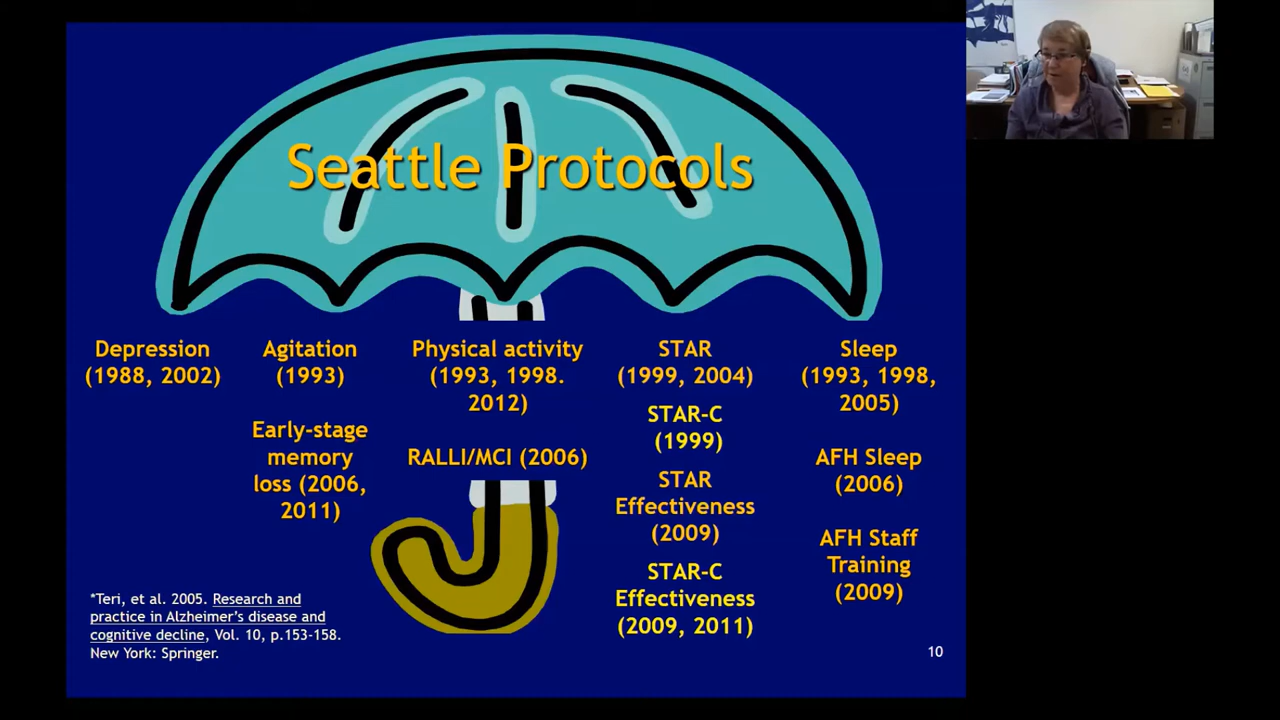 Seattle Protocols
Depression
(1988, 2002)
Agitation
(1993)
Early-stage
memory
loss (2006,
2011)
Physical activity
(1993, 1998.
2012)
RALLI/MCI (2006)
STAR
(1999, 2004)
STAR-C
(1999)
STAR
Effectiveness
(2009)
STAR-C
Effectiveness
(2009, 2011)
Sleep
(1993, 1998,
2005)
AFH Sleep
(2006)
AFH Staff
Training
(2009)
*Teri, et al. 2005. Research and
practice in Alzheimer's disease and
cognitive decline, Vol. 10, p.153-158.
New York: Springer.
10